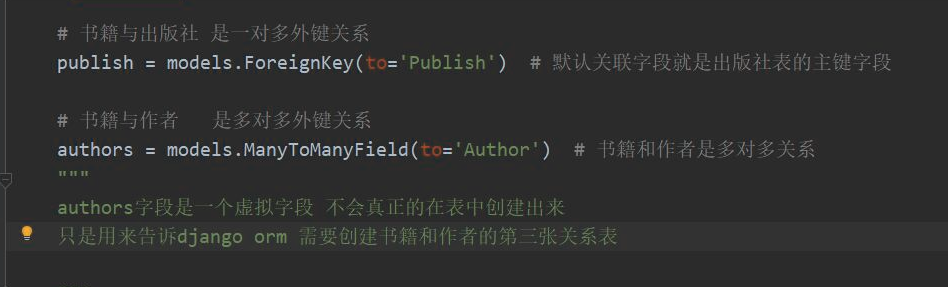 # 书籍与出版社 是一对多外键关系
publish = models.ForeignKey(to='Publish')  # 默认关联字段就是出版社表的主键字段
# 书籍与作者   是多对多外键关系
authors = models.ManyToManyField(to='Author')  # 书籍和作者是多对多关系
"""
authors字段是一个虚拟字段 不会真正的在表中创建出来
只是用来告诉django orm 需要创建书籍和作者的第三张关系表